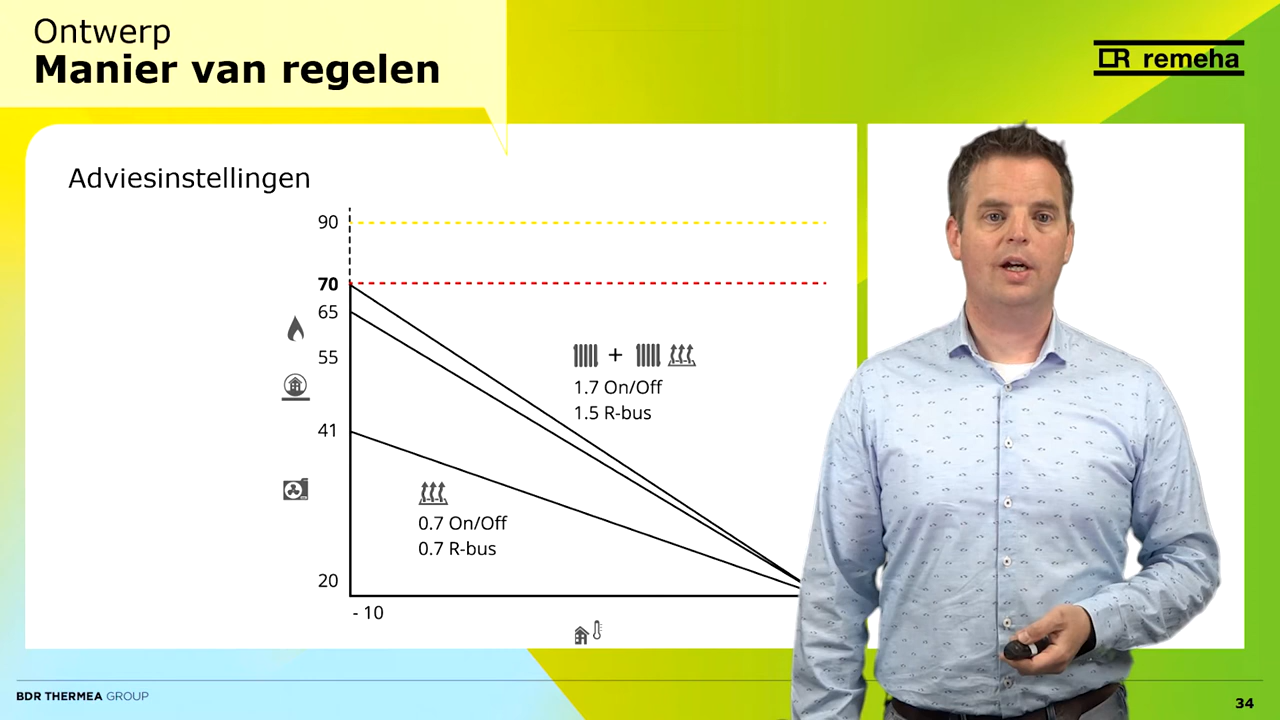 Ontwerp
Manier van regelen
remeha
Adviesinstellingen
90
70
65
55
41
20
1.7 On/Off
1.5 R-bus
0.7 On/Off
0.7 R-bus
- 10
BDR THERMEA GROUP
34